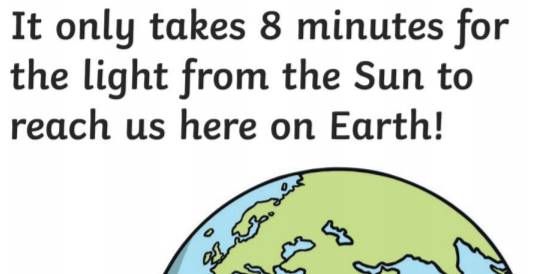 It only takes 8 minutes for
the light from the Sun to
reach us here on Earth!